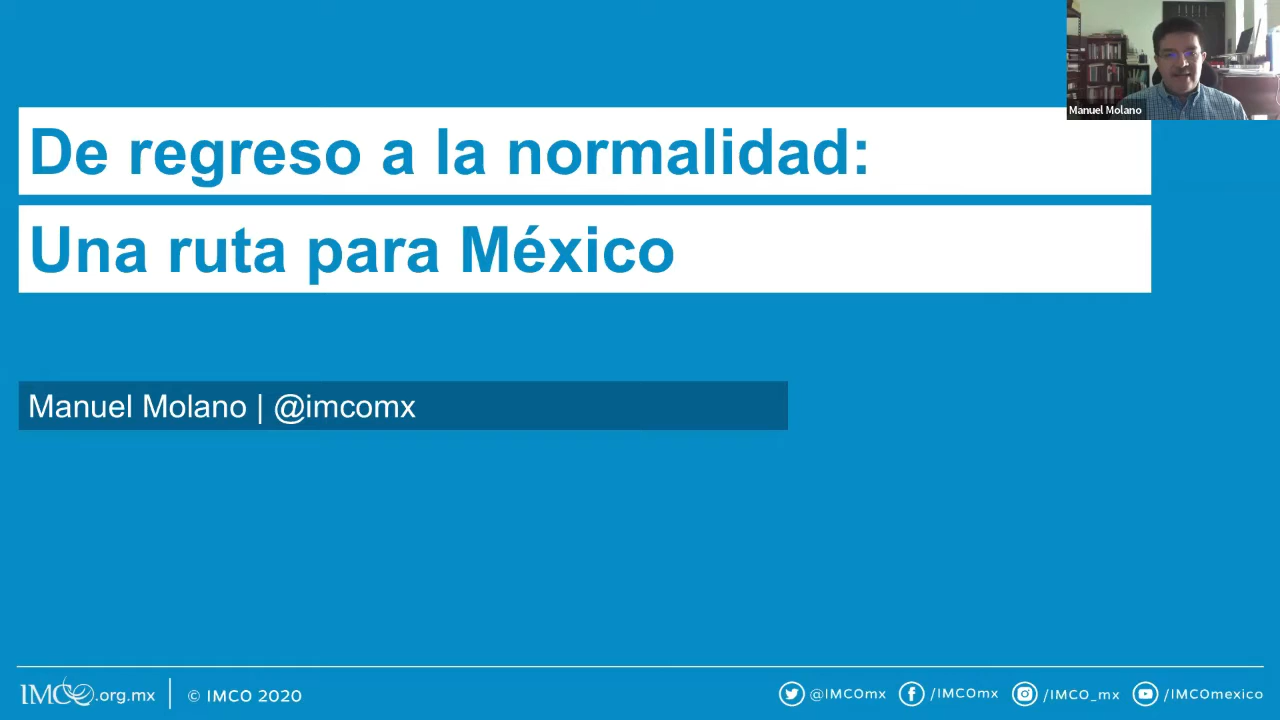 Manuel Molano
De regreso a la normalidad:
Una ruta para México
Manuel Molano | @imcomx
IMCO.org.mx | © IMCO 2020
@IMCOmx /IMCOmx /IMCO_mx /IMCOmexico